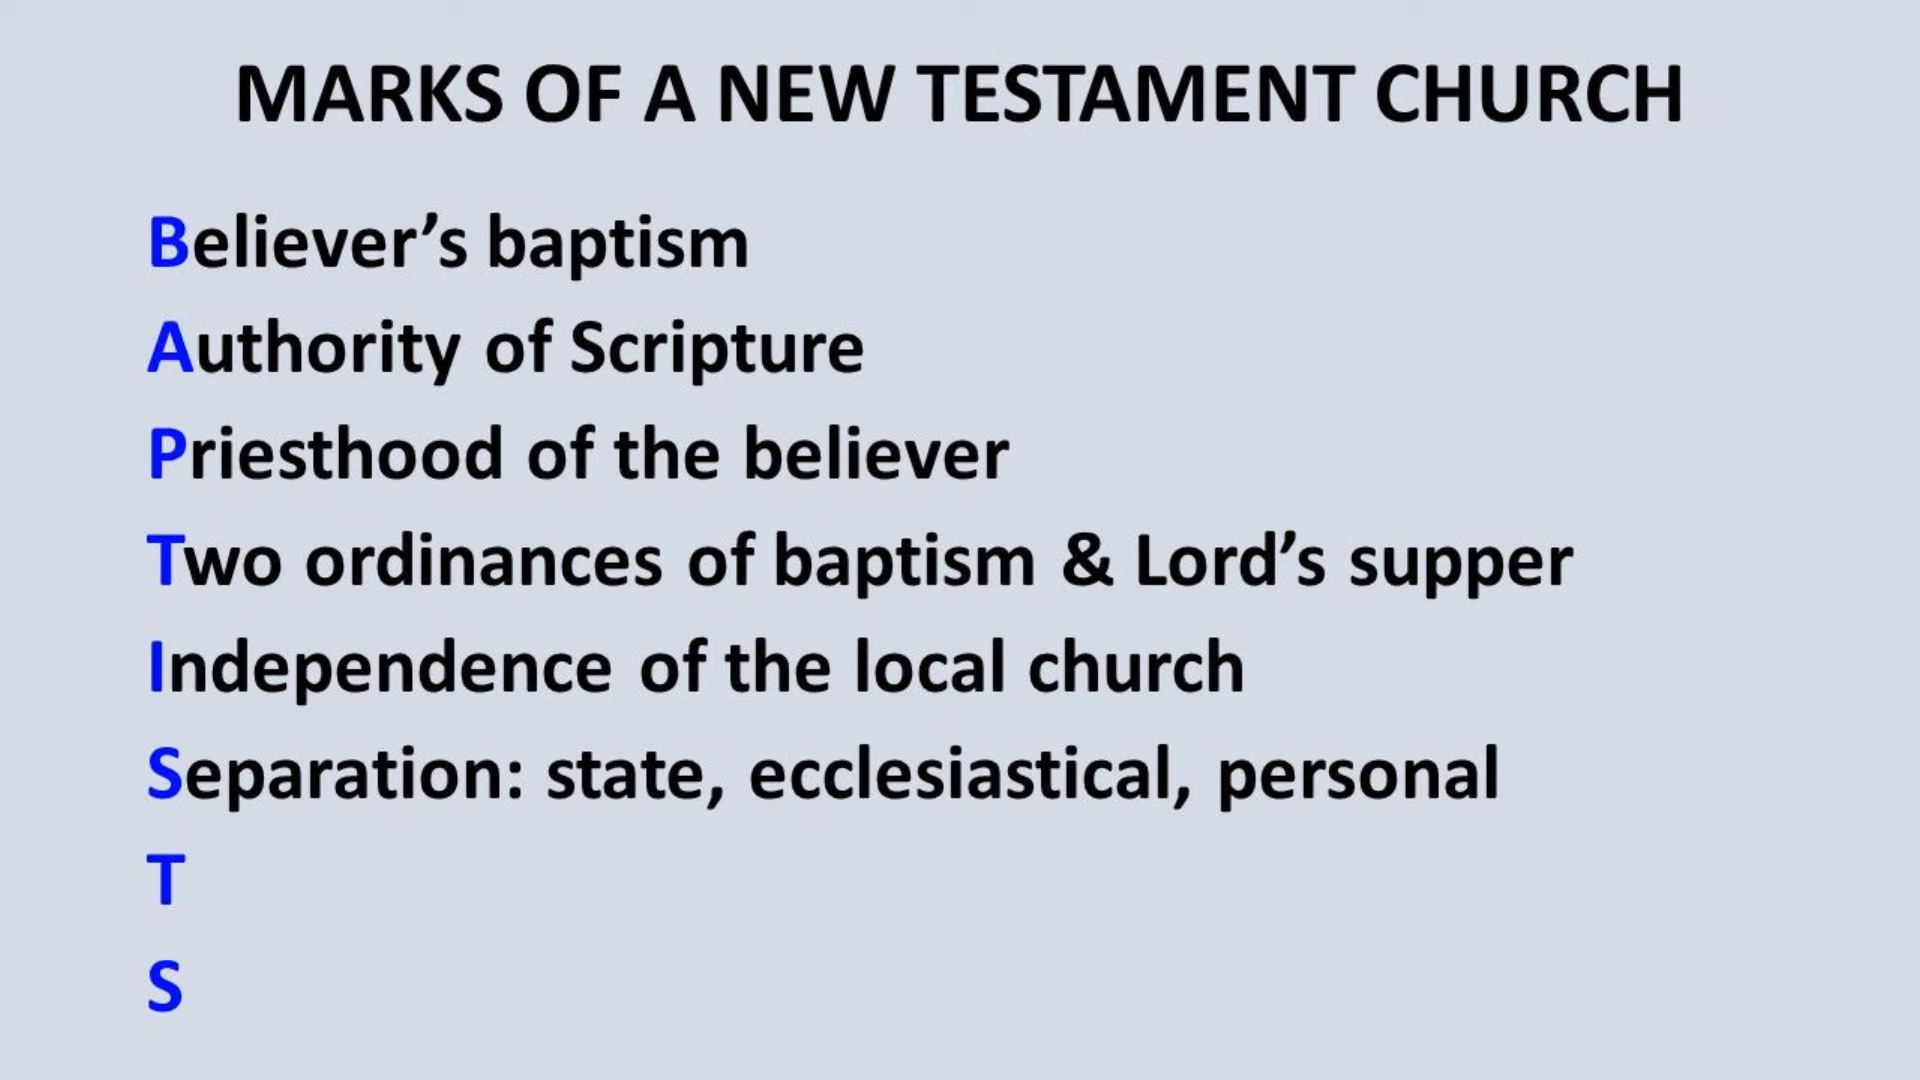 MARKS OF A NEW TESTAMENT CHURCH
Believer’s baptism
Authority of Scripture
Priesthood of the believer
Two ordinances of baptism & Lord’s supper
Independence of the local church
Separation: state, ecclesiastical, personal
T
S